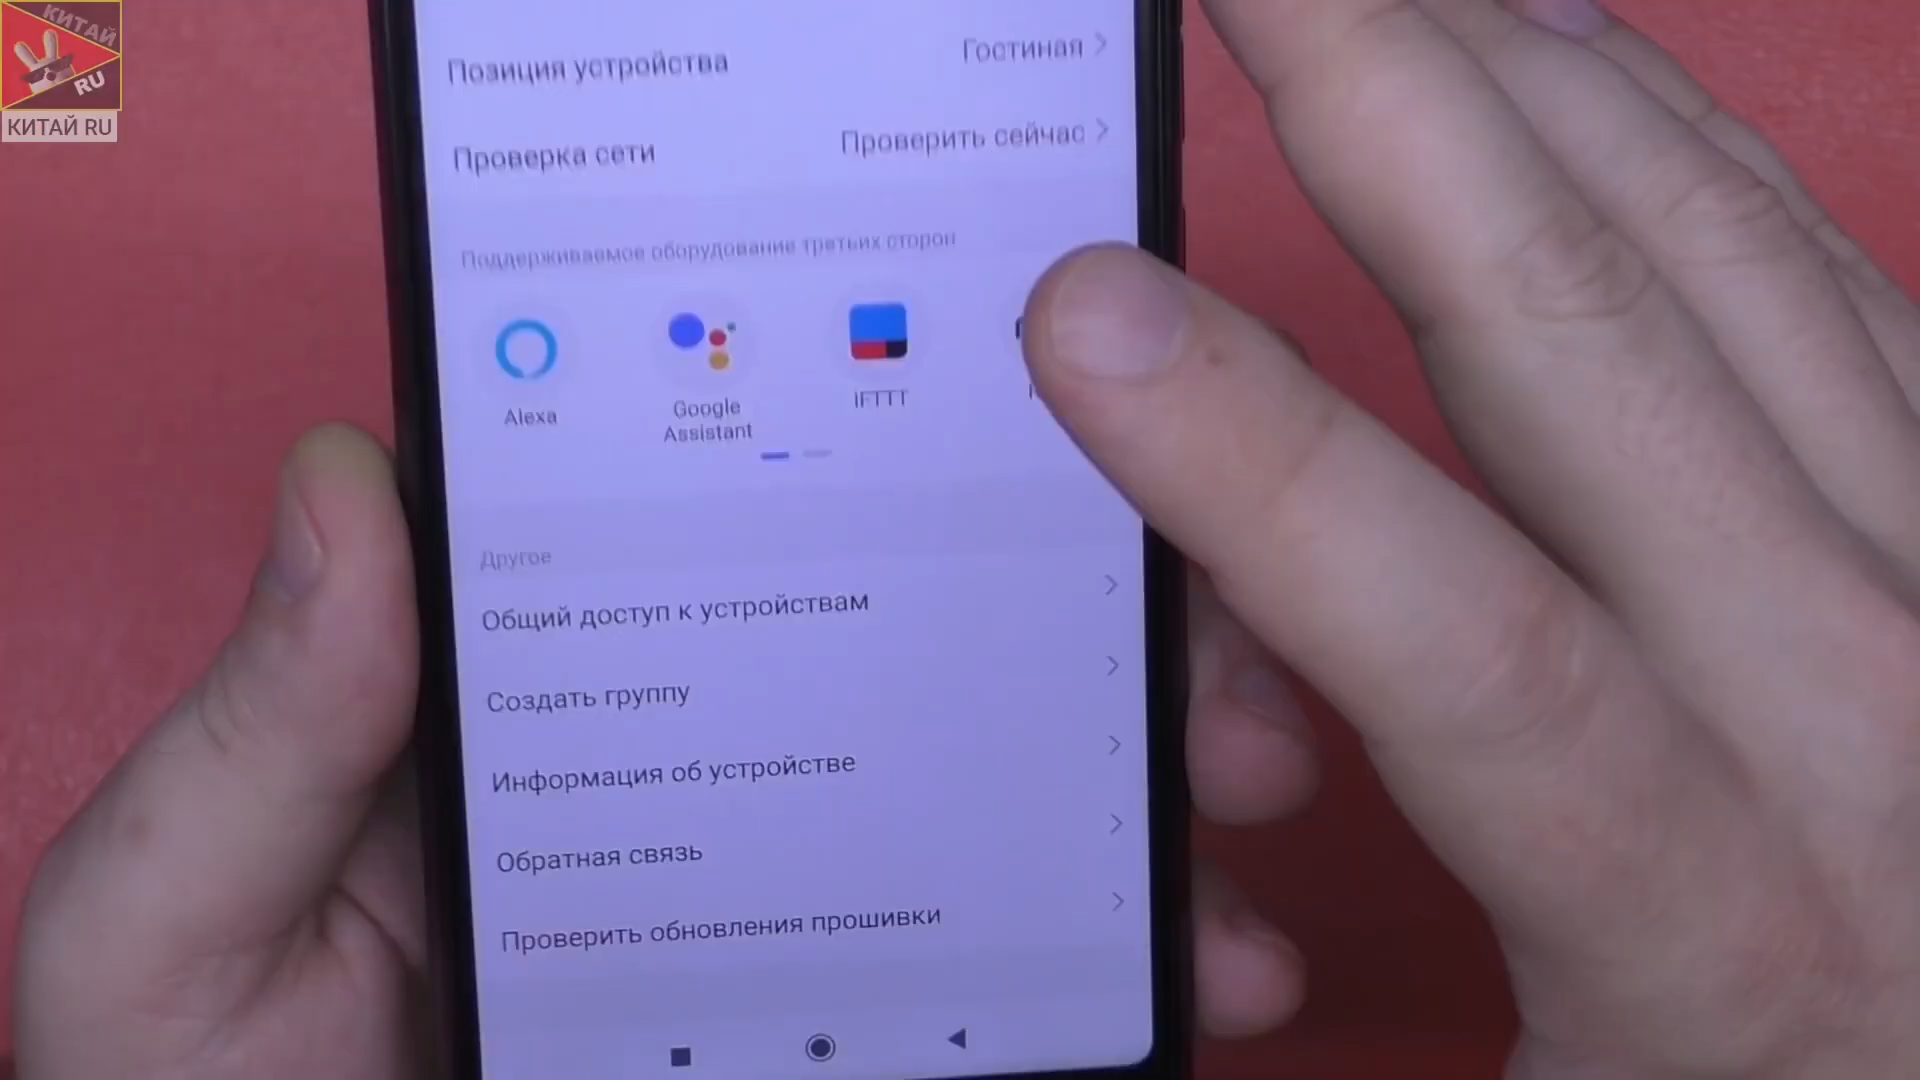 КИТАЙ
RU
КИТАЙ RU
Позиция устройства
Гостиная
Проверка сети
Проверить сейчас
Поддерживаемое оборудование третьих сторон
Alexa
Google
Assistant
IFTTT
Другое
Общий доступ к устройствам
Создать группу
Информация об устройстве
Обратная связь
Проверить обновления прошивки